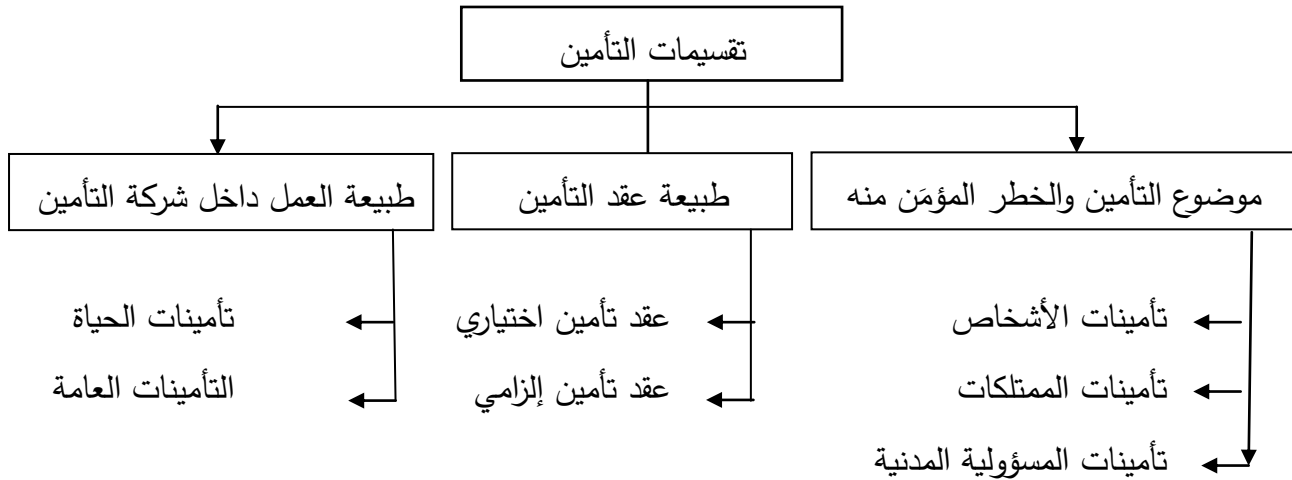 تقسيمات التأمين
موضوع التأمين والخطر المؤمَن منه
طبيعة عقد التأمين
طبيعة العمل داخل شركة التأمين
تأمينات الأشخاص
تأمينات الممتلكات
تأمينات المسؤولية المدنية
عقد تأمين اختياري
عقد تأمين إلزامي
تأمينات الحياة
التأمينات العامة